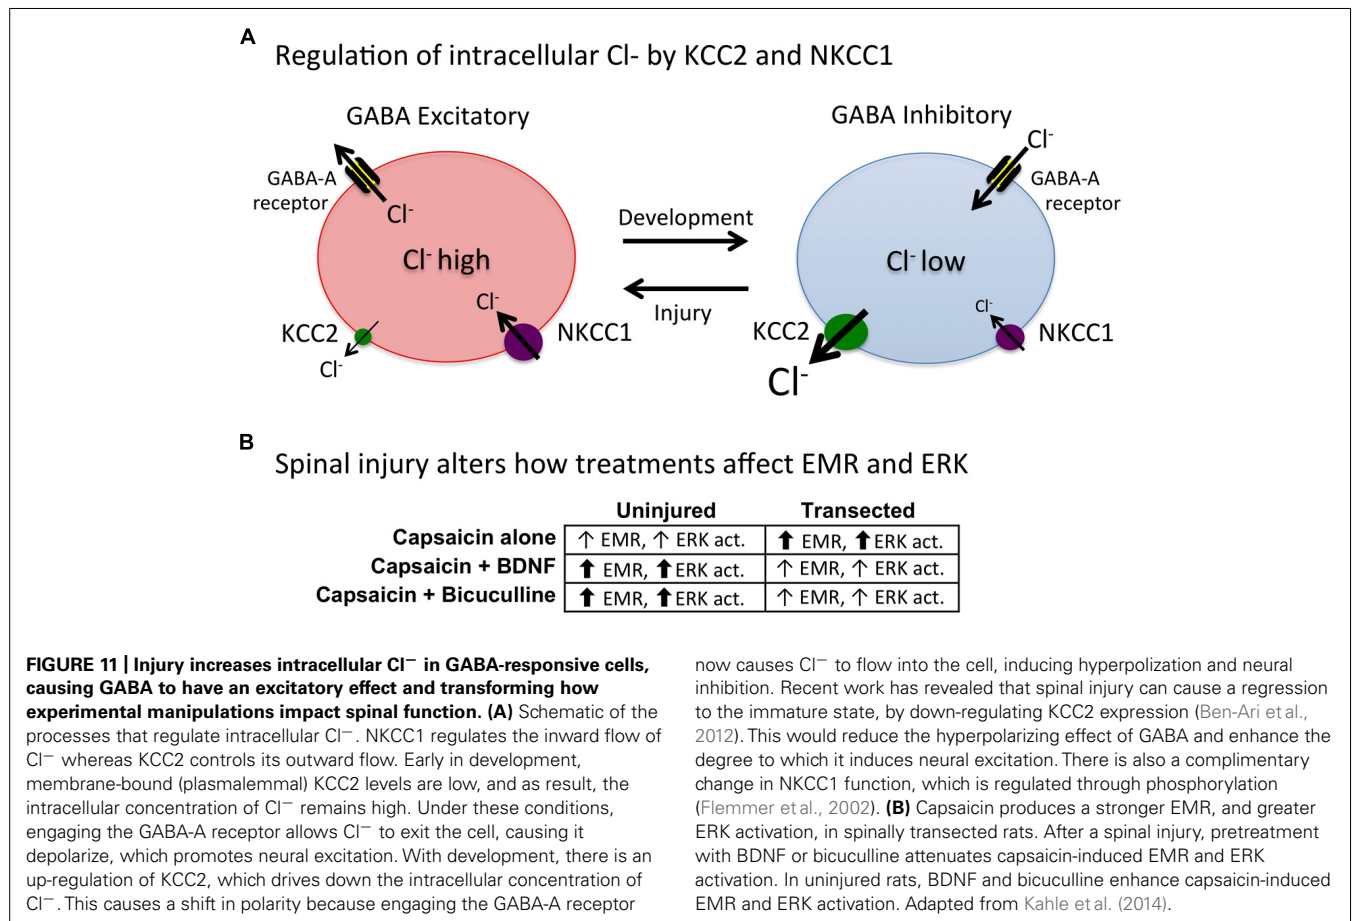 A
Regulation of intracellular Cl- by KCC2 and NKCC1
GABA Excitatory
GABA-A
receptor
Cl-
Cl- high
Cl-
KCC2
NKCC1
Cl-
Development
Injury
GABA Inhibitory
Cl-
GABA-A
receptor
Cl- low
Cl-
KCC2
NKCC1
Cl-
B
Spinal injury alters how treatments affect EMR and ERK
Uninjured Transected
Capsaicin alone ↑ EMR, ↑ ERK act. ⬆ EMR, ⬆ERK act.
Capsaicin + BDNF ⬆ EMR, ⬆ERK act. ↑ EMR, ↑ ERK act.
Capsaicin + Bicuculline ⬆ EMR, ⬆ERK act. ↑ EMR, ↑ ERK act.
FIGURE 11 | Injury increases intracellular Cl− in GABA-responsive cells,
causing GABA to have an excitatory effect and transforming how
experimental manipulations impact spinal function. (A) Schematic of the
processes that regulate intracellular Cl−. NKCC1 regulates the inward flow of
Cl− whereas KCC2 controls its outward flow. Early in development,
membrane-bound (plasmalemmal) KCC2 levels are low, and as result, the
intracellular concentration of Cl− remains high. Under these conditions,
engaging the GABA-A receptor allows Cl− to exit the cell, causing it
depolarize, which promotes neural excitation. With development, there is an
up-regulation of KCC2, which drives down the intracellular concentration of
Cl−. This causes a shift in polarity because engaging the GABA-A receptor
now causes Cl− to flow into the cell, inducing hyperpolization and neural
inhibition. Recent work has revealed that spinal injury can cause a regression
to the immature state, by down-regulating KCC2 expression (Ben-Ari et al.,
2012). This would reduce the hyperpolarizing effect of GABA and enhance the
degree to which it induces neural excitation. There is also a complimentary
change in NKCC1 function, which is regulated through phosphorylation
(Flemmer et al., 2002). (B) Capsaicin produces a stronger EMR, and greater
ERK activation, in spinally transected rats. After a spinal injury, pretreatment
with BDNF or bicuculline attenuates capsaicin-induced EMR and ERK
activation. In uninjured rats, BDNF and bicuculline enhance capsaicin-induced
EMR and ERK activation. Adapted from Kahle et al. (2014).